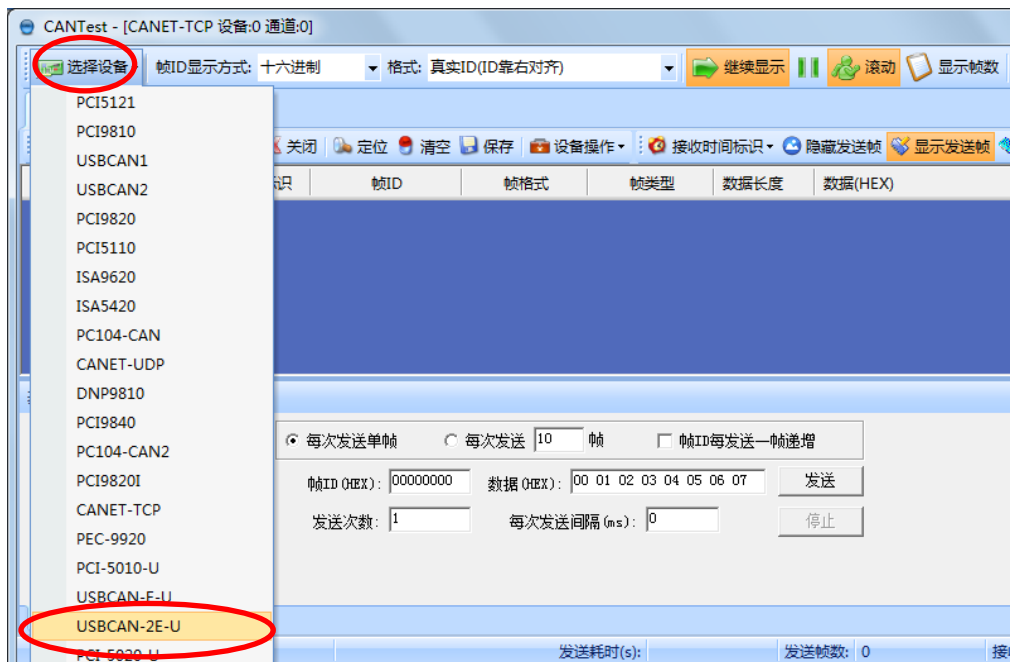 CANTest - [CANET-TCP 设备:0 通道:0]
选择设备 帧ID显示方式: 十六进制 格式: 真实ID(ID靠右对齐) 继续显示 滚动 显示帧数
PCI5121
PCI9810
关闭 定位 清空 保存 设备操作 接收时间标识 隐藏发送帧 显示发送帧
USBCAN1
USBCAN2
识 帧ID 帧格式 帧类型 数据长度 数据(HEX)
PCI9820
PCI5110
ISA9620
ISA5420
PC104-CAN
CANET-UDP
DNP9810
PCI9840
每次发送单帧 每次发送 10 帧 帧ID每发送一帧递增
PC104-CAN2
PCI9820I
帧ID(HEX): 00000000 数据(HEX): 00 01 02 03 04 05 06 07 发送
CANET-TCP
发送次数: 1 每次发送间隔(ms): 0 停止
PEC-9920
PCI-5010-U
USBCAN-E-U
USBCAN-2E-U
PCI-5020-U
发送耗时(s): 发送帧数: 0 接